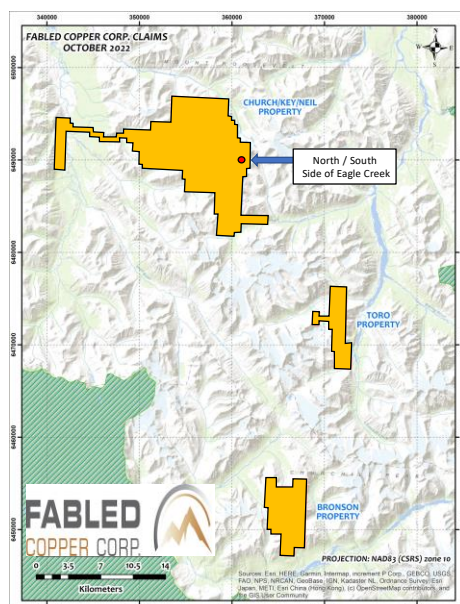 340000 350000 360000 370000 380000
FABLED COPPER CORP. CLAIMS
OCTOBER 2022
N
W E
S
6500000
CHURCH/KEY/NEIL
PROPERTY
North / South
Side of Eagle Creek
6490000
6480000
TORO
PROPERTY
6470000
6460000
BRONSON
PROPERTY
FABLED
COPPER CORP.
PROJECTION: NAD83 (CSRS) zone 10
0 3.5 7 10.5 14
Kilometers
Sources: Esri, HERE, Garmin, Intermap, increment P Corp., GEBCO, USGS,
FAO, NPS, NRCAN, GeoBase, IGN, Kadaster NL, Ordnance Survey, Esri
Japan, METI, Esri China (Hong Kong), (c) OpenStreetMap contributors, and
the GIS User Community